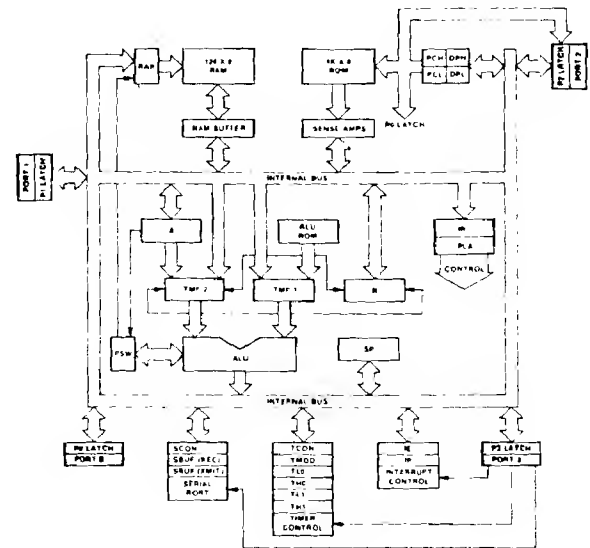 RAR
128 X 8
RAM
4K X 8
ROM
PCH DPH
PCL DPL
P2 LATCH
PORT 2
P0 LATCH
RAM BUFFER
SENSE AMPS
PORT 1
P1 LATCH
INTERNAL BUS
A
ALU
ROM
IR
PLA
CONTROL
TMP 2
TMP 1
B
PSW
ALU
SP
INTERNAL BUS
P0 LATCH
PORT 0
SCON
SBUF (REC)
SBUF (XMIT)
SERIAL
PORT
TCON
TMOD
TL0
TH0
TL1
TH1
TIMER
CONTROL
IE
IP
INTERRUPT
CONTROL
P3 LATCH
PORT 3